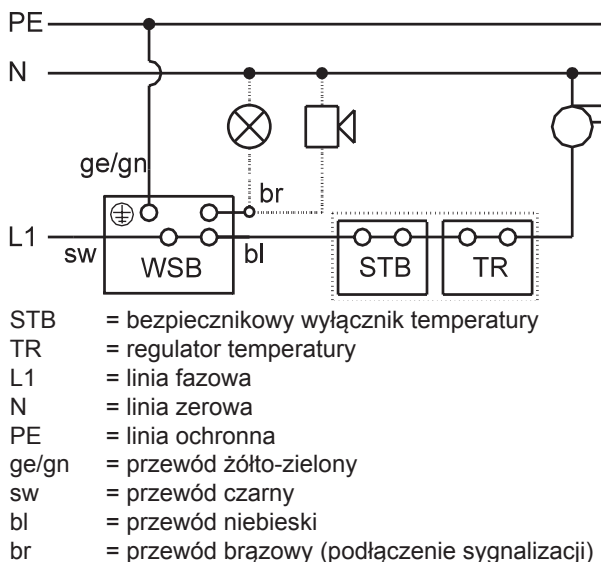 PE
N
ge/gn
br
L1
sw
WSB
bl
STB
TR
STB = bezpiecznikowy wyłącznik temperatury
TR = regulator temperatury
L1 = linia fazowa
N = linia zerowa
PE = linia ochronna
ge/gn = przewód żółto-zielony
sw = przewód czarny
bl = przewód niebieski
br = przewód brązowy (podłączenie sygnalizacji)